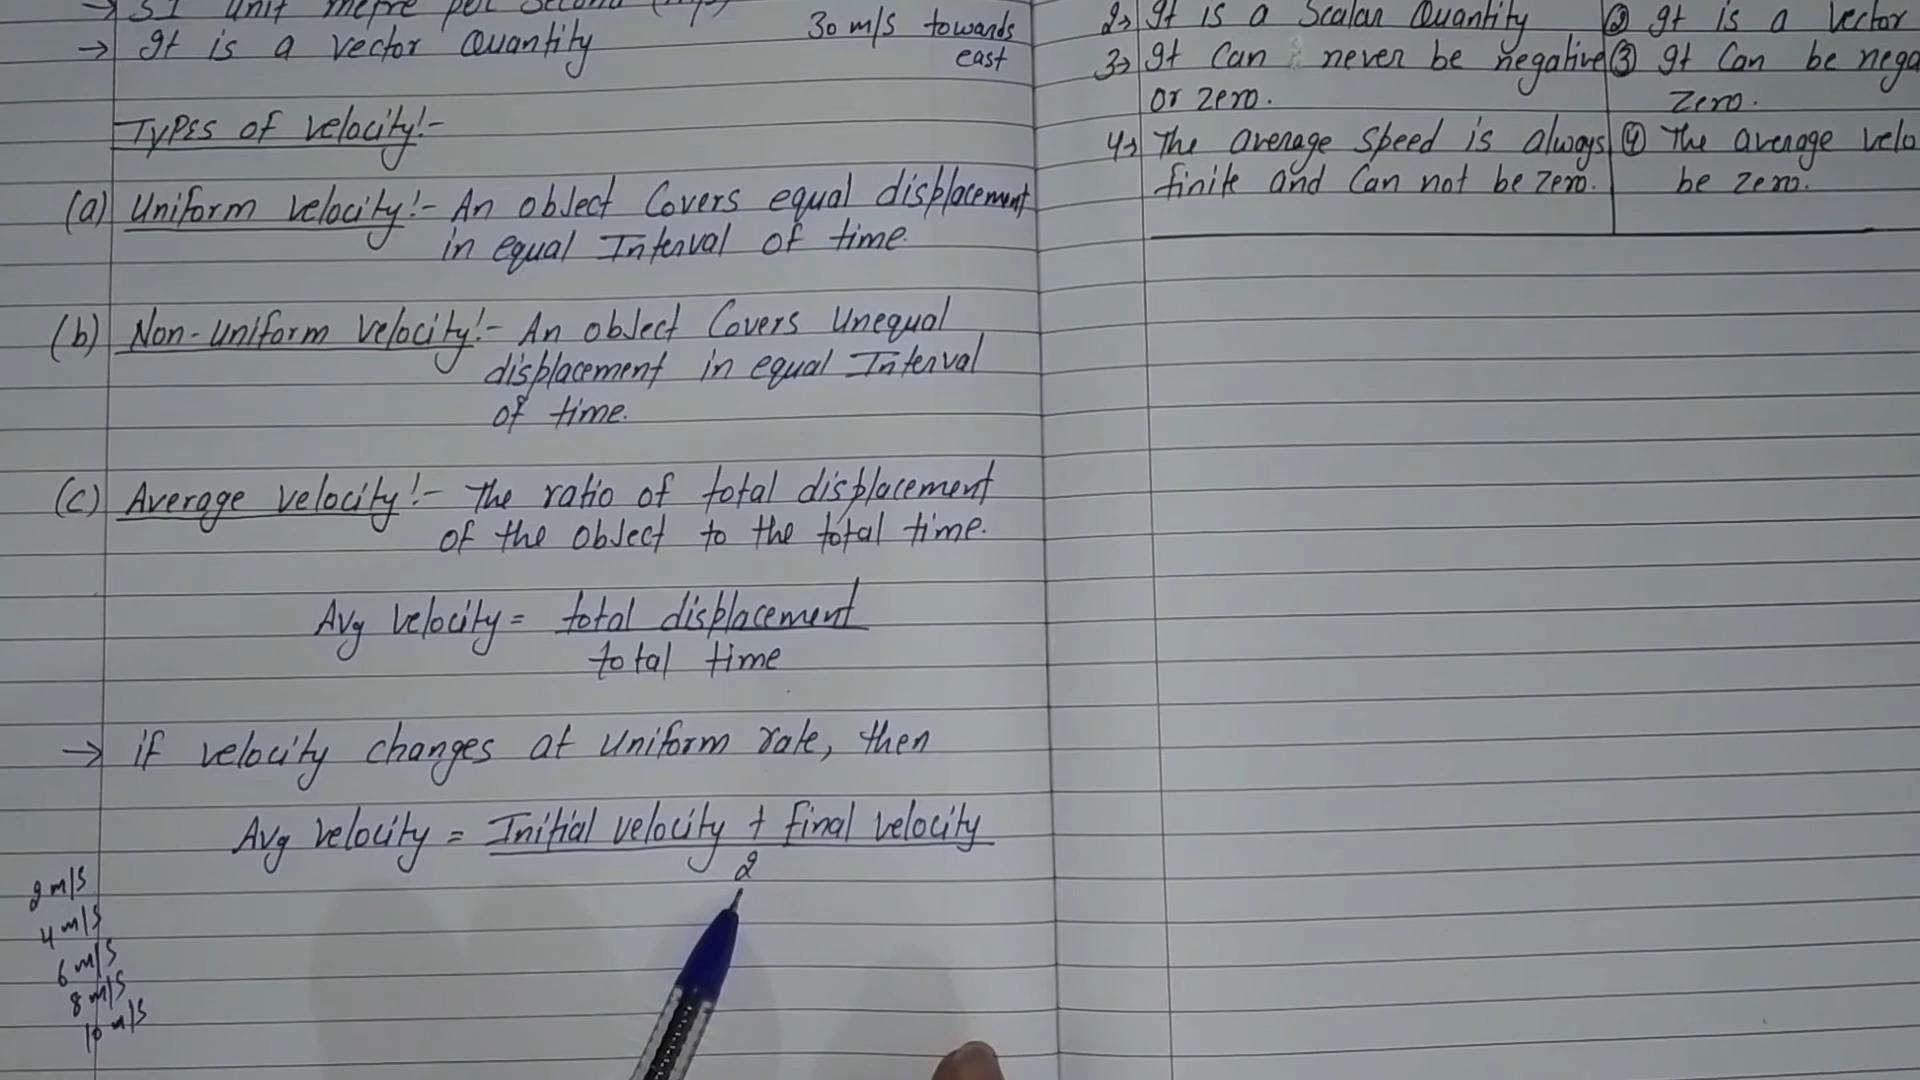 → SI unit metre per second
→ It is a vector Quantity
30 m/s towards
east
Types of velocity:-
(a) Uniform velocity:- An object Covers equal displacement
in equal Interval of time.
(b) Non-uniform velocity:- An object Covers Unequal
displacement in equal Interval
of time.
(c) Average velocity:- The ratio of total displacement
of the object to the total time.
Avg velocity = total displacement
total time
→ if velocity changes at uniform rate, then
Avg velocity = Initial velocity + final velocity
2
2 m/s
4 m/s
6 m/s
8 m/s
10 m/s
2→ It is a Scalar Quantity
3→ It Can never be negative
or zero.
4→ The average speed is always
finite and Can not be zero.
② It is a vector
③ It Can be nega
Zero.
④ The average velo
be zero.